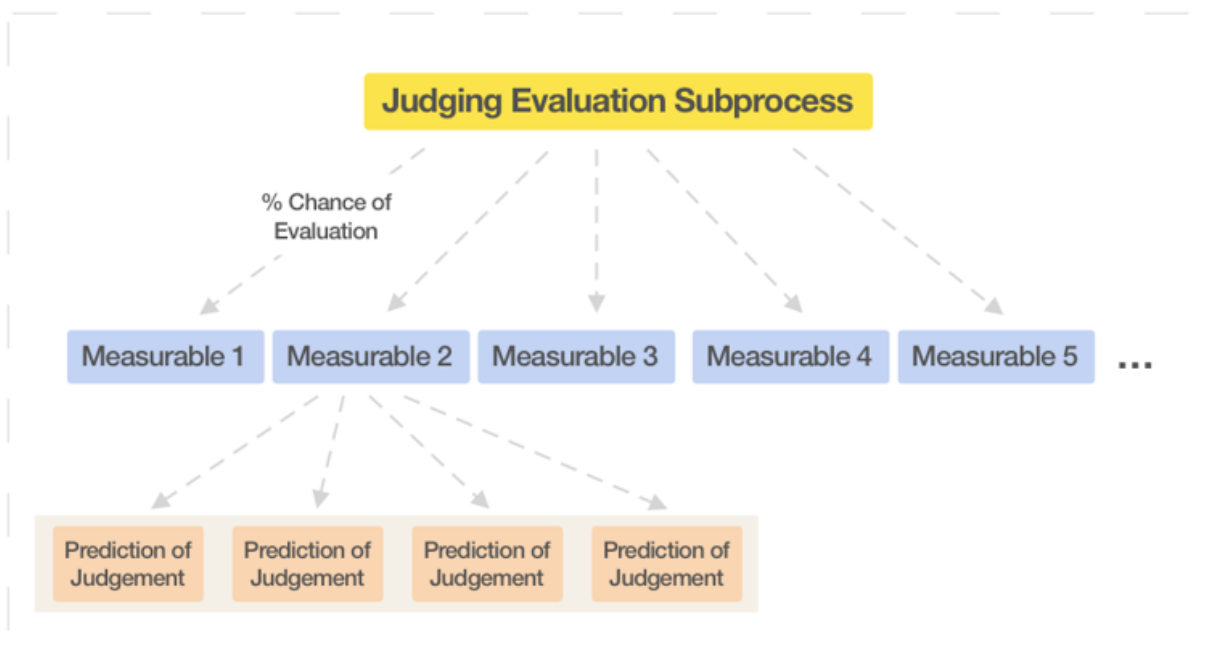 Judging Evaluation Subprocess
% Chance of
Evaluation
Measurable 1
Measurable 2
Measurable 3
Measurable 4
Measurable 5
...
Prediction of
Judgement
Prediction of
Judgement
Prediction of
Judgement
Prediction of
Judgement